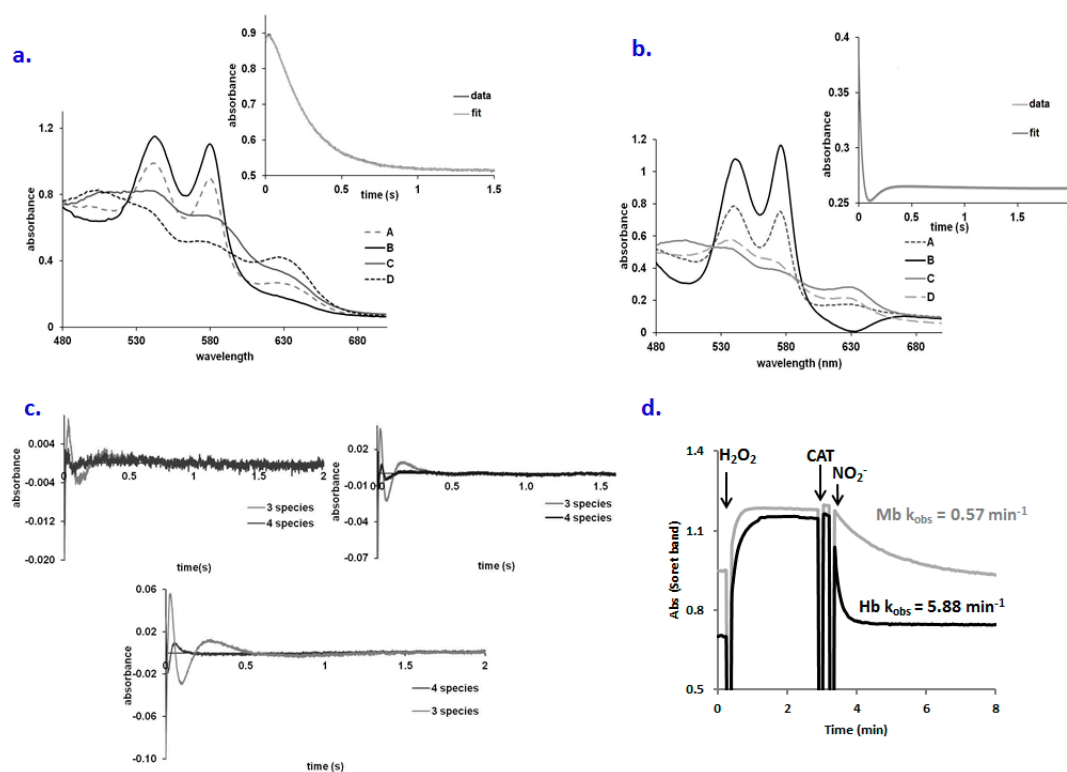 a.
absorbance
0.9
0.8
0.7
0.6
0.5
0
0.5
1
1.5
time (s)
data
fit
absorbance
1.2
0.8
0.4
0
480
530
580
630
680
wavelength
A
B
C
D
b.
absorbance
0.4
0.35
0.3
0.25
0
0.5
1
1.5
time (s)
data
fit
absorbance
1.2
1
0.8
0.6
0.4
0.2
0
480
530
580
630
680
wavelength (nm)
A
B
C
D
c.
absorbance
0.004
-0.004
-0.012
-0.020
0
0.5
1
1.5
2
3 species
4 species
time(s)
absorbance
0.02
-0.01
-0.04
-0.07
0.0
0.5
1.0
1.5
3 species
4 species
time (s)
absorbance
0.06
0.02
-0.02
-0.06
-0.10
0
0.5
1
1.5
2
4 species
3 species
time (s)
d.
Abs (Soret band)
1.4
1.1
0.8
0.5
H₂O₂
CAT
NO₂⁻
Mb kobs = 0.57 min⁻¹
Hb kobs = 5.88 min⁻¹
0
2
4
6
8
Time (min)